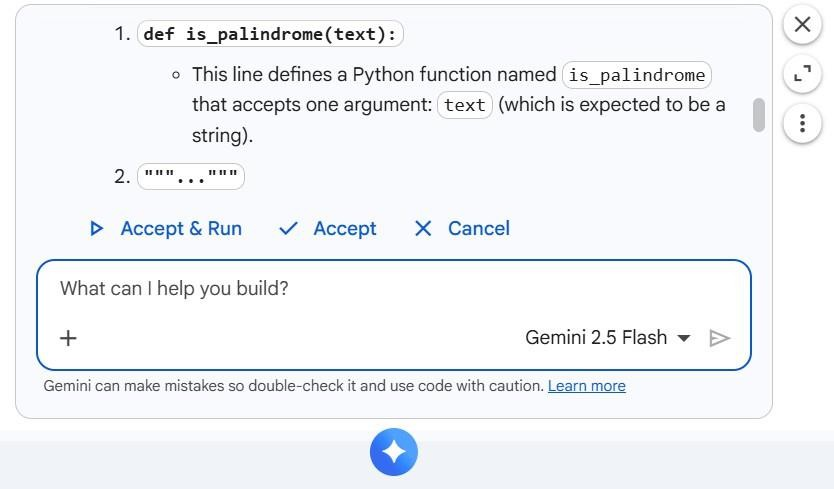 1. def is_palindrome(text):
This line defines a Python function named is_palindrome
that accepts one argument: text (which is expected to be a
string).
2. """..."""
Accept & Run Accept Cancel
What can I help you build?
Gemini 2.5 Flash
Gemini can make mistakes so double-check it and use code with caution. Learn more